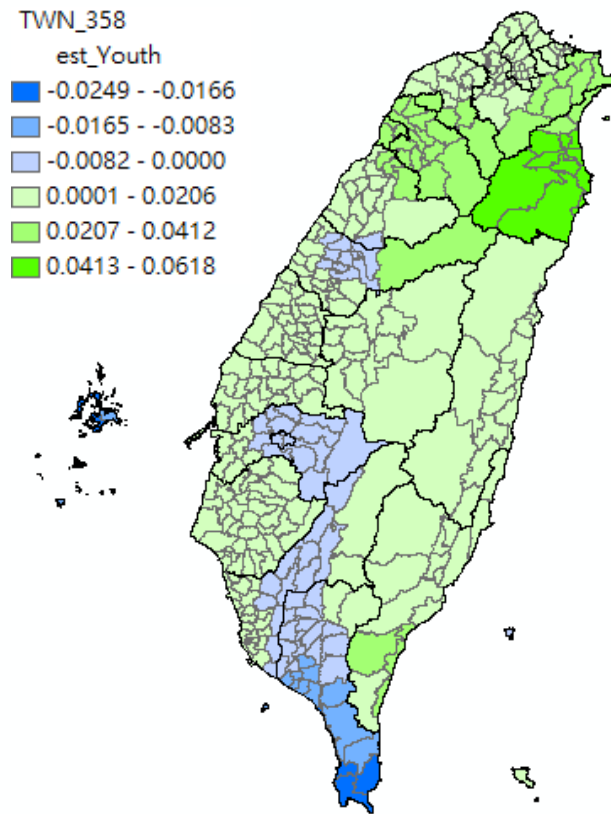 TWN_358
est_Youth
-0.0249 - -0.0166
-0.0165 - -0.0083
-0.0082 - 0.0000
0.0001 - 0.0206
0.0207 - 0.0412
0.0413 - 0.0618